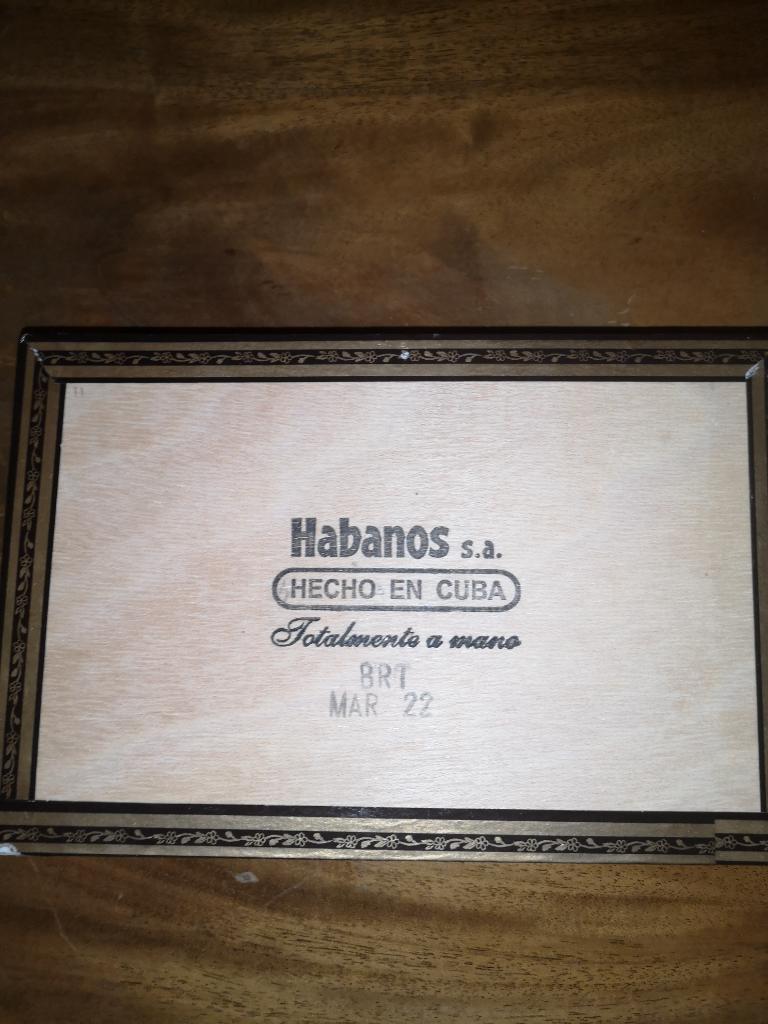 Habanos s.a.
HECHO EN CUBA
Totalmente a mano
BRT
MAR 22